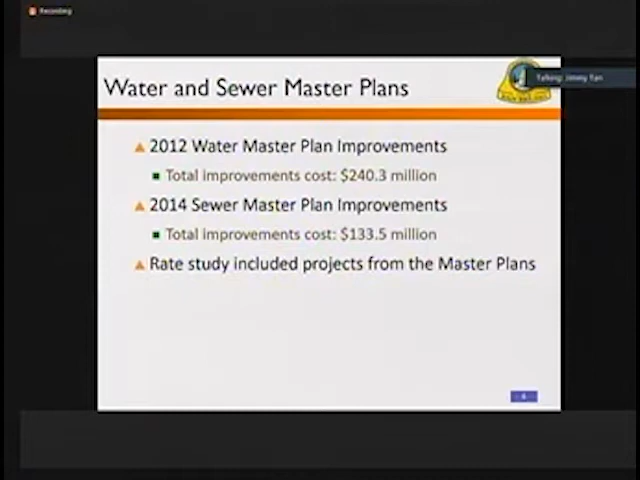 Recording
Talking: Jimmy Tan
Water and Sewer Master Plans
2012 Water Master Plan Improvements
Total improvements cost: $240.3 million
2014 Sewer Master Plan Improvements
Total improvements cost: $133.5 million
Rate study included projects from the Master Plans